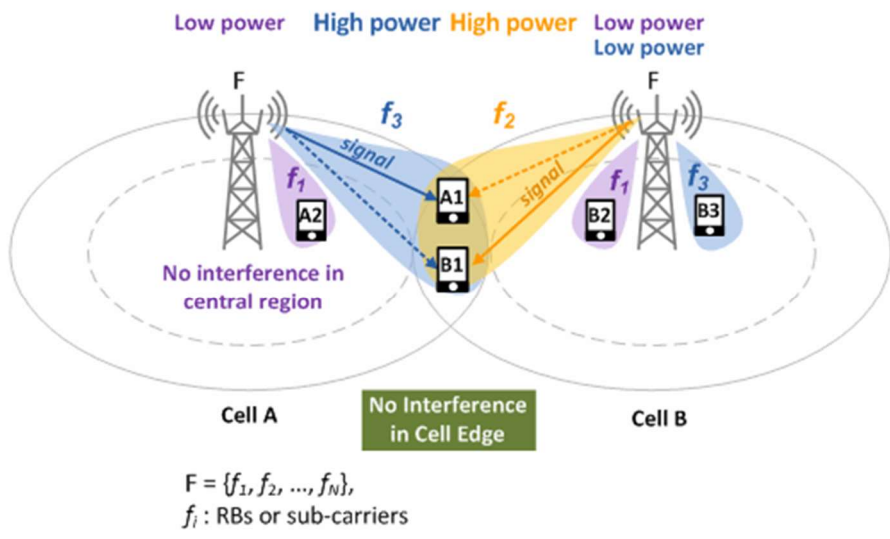 Low power
High power
High power
Low power
Low power
F
F
f3
f2
signal
signal
f1
A2
A1
B1
f1
B2
f3
B3
No interference in
central region
Cell A
No Interference
in Cell Edge
Cell B
F = {f1, f2, ..., fN},
fi : RBs or sub-carriers